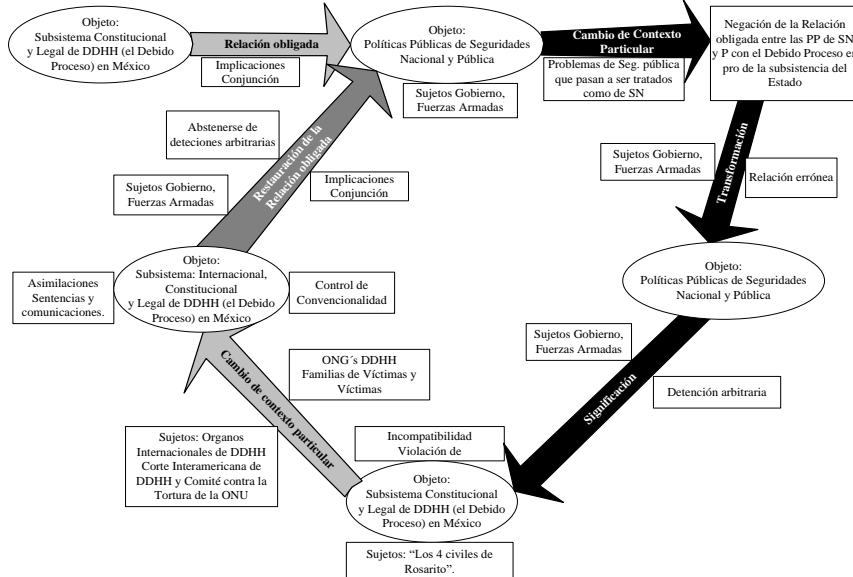 Objeto:
Subsistema Constitucional
y Legal de DDHH (el Debido
Proceso) en México
Relación obligada
Implicaciones
Conjunción
Objeto:
Políticas Públicas de Seguridades
Nacional y Pública
Sujetos Gobierno,
Fuerzas Armadas
Cambio de Contexto
Particular
Problemas de Seg. pública
que pasan a ser tratados
como de SN
Negación de la Relación
obligada entre las PP de SN
y P con el Debido Proceso en
pro de la subsistencia del
Estado
Sujetos Gobierno,
Fuerzas Armadas
Transformación
Relación errónea
Objeto:
Políticas Públicas de Seguridades
Nacional y Pública
Sujetos Gobierno,
Fuerzas Armadas
Significación
Detención arbitraria
Incompatibilidad
Violación de
Objeto:
Subsistema Constitucional
y Legal de DDHH (el Debido
Proceso) en México
Sujetos: “Los 4 civiles de
Rosarito”.
Cambio de contexto particular
ONG´s DDHH
Familias de Víctimas y
Víctimas
Sujetos: Organos
Internacionales de DDHH
Corte Interamericana de
DDHH y Comité contra la
Tortura de la ONU
Objeto:
Subsistema: Internacional,
Constitucional
y Legal de DDHH (el Debido
Proceso) en México
Asimilaciones
Sentencias y
comunicaciones.
Control de
Convencionalidad
Restauración de la
Relación obligada
Abstenerse de
deteciones arbitrarias
Sujetos Gobierno,
Fuerzas Armadas
Implicaciones
Conjunción